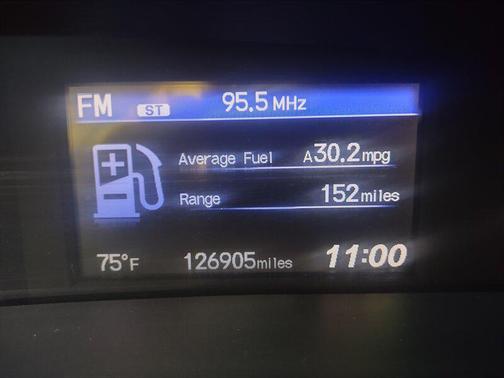 FM ST 95.5 MHz
Average Fuel A30.2mpg
Range 152miles
75°F 126905miles 11:00